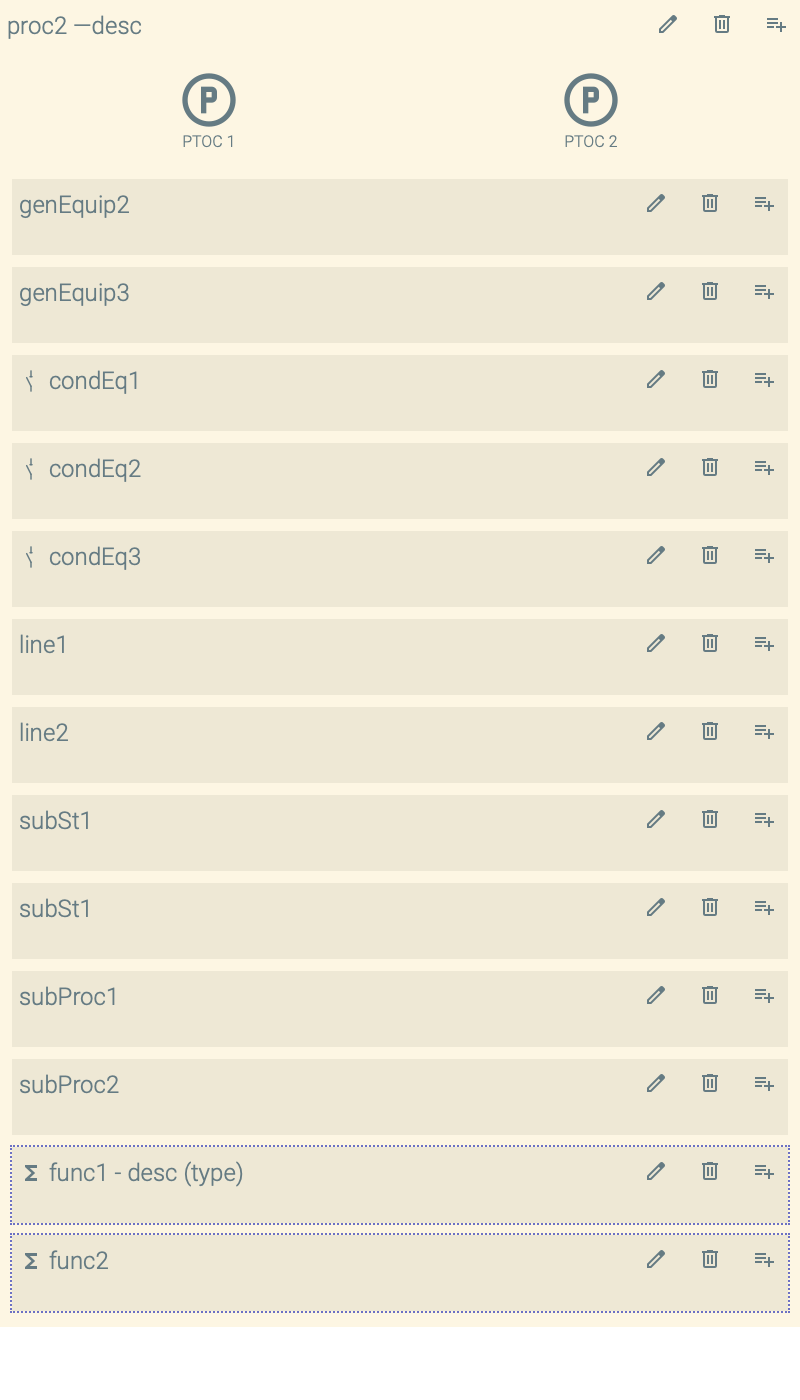 proc2 —desc
P P
PTOC 1 PTOC 2
genEquip2
genEquip3
condEq1
condEq2
condEq3
line1
line2
subSt1
subSt1
subProc1
subProc2
Σ func1 - desc (type)
Σ func2